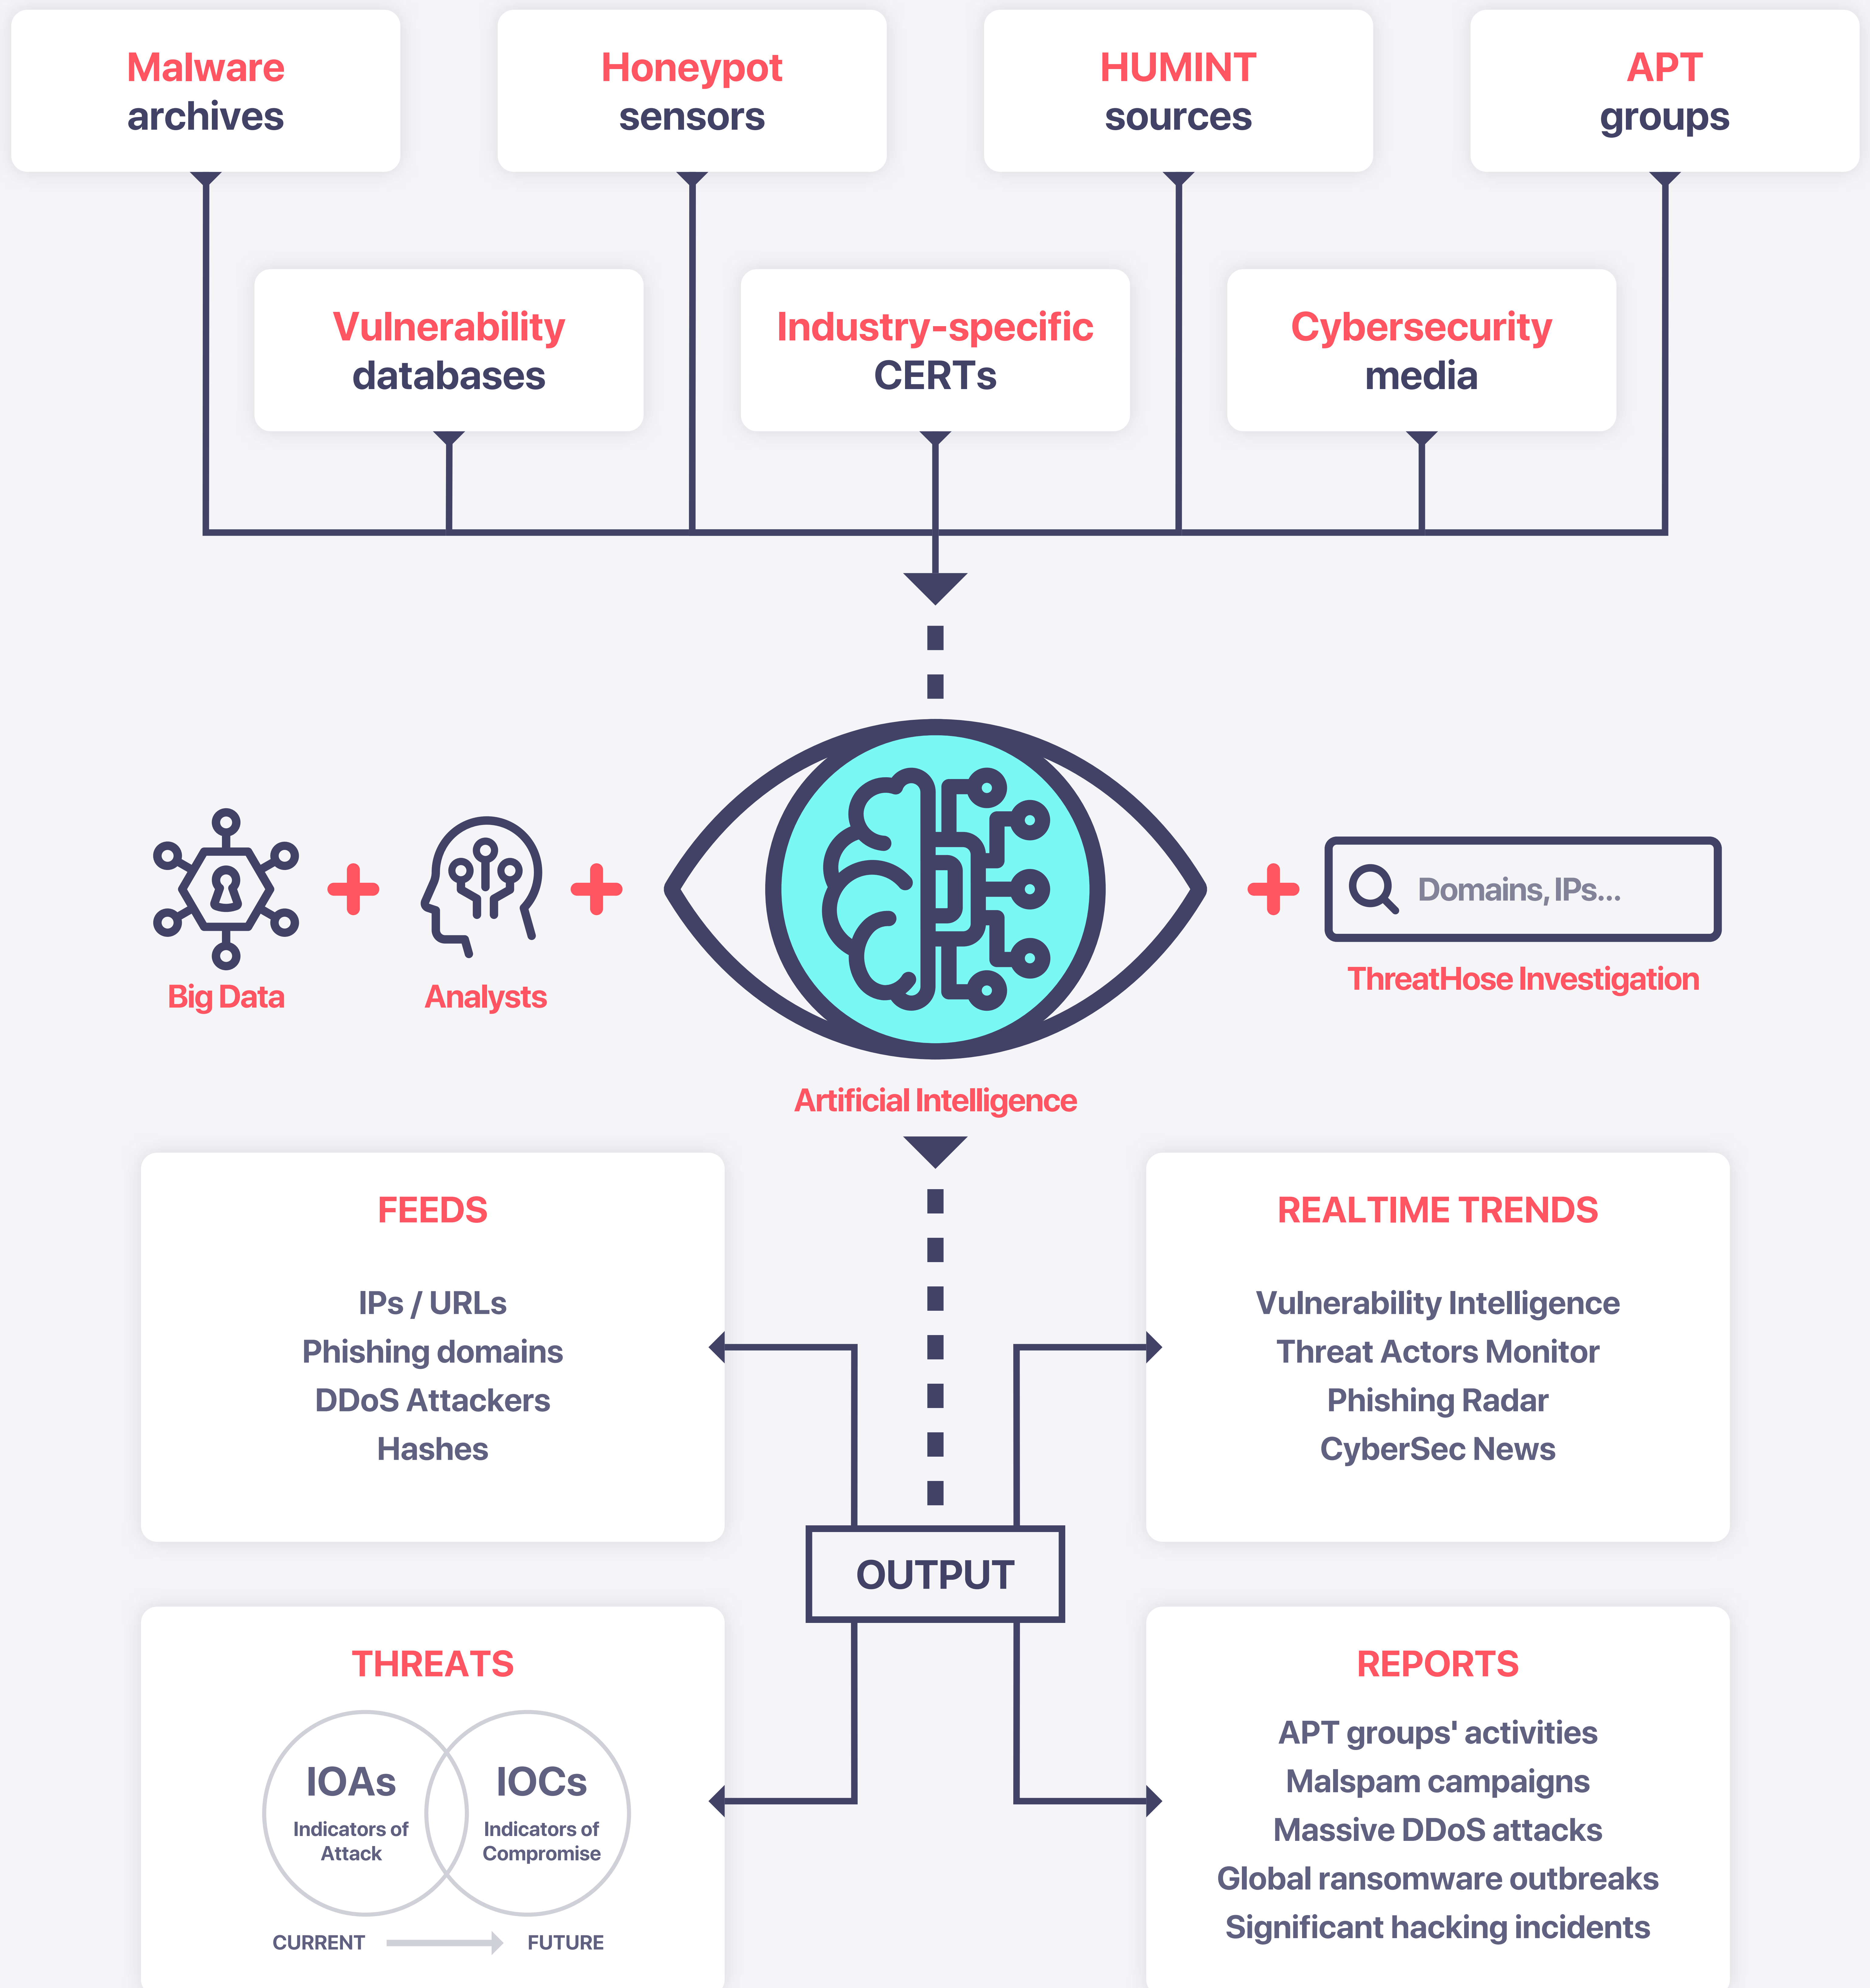 Malware
archives
Honeypot
sensors
HUMINT
sources
APT
groups
Vulnerability
databases
Industry-specific
CERTs
Cybersecurity
media
Big Data
Analysts
Artificial Intelligence
Domains, IPs...
ThreatHose Investigation
FEEDS
IPs / URLs
Phishing domains
DDoS Attackers
Hashes
REALTIME TRENDS
Vulnerability Intelligence
Threat Actors Monitor
Phishing Radar
CyberSec News
OUTPUT
THREATS
IOAs
Indicators of
Attack
IOCs
Indicators of
Compromise
CURRENT
FUTURE
REPORTS
APT groups' activities
Malspam campaigns
Massive DDoS attacks
Global ransomware outbreaks
Significant hacking incidents